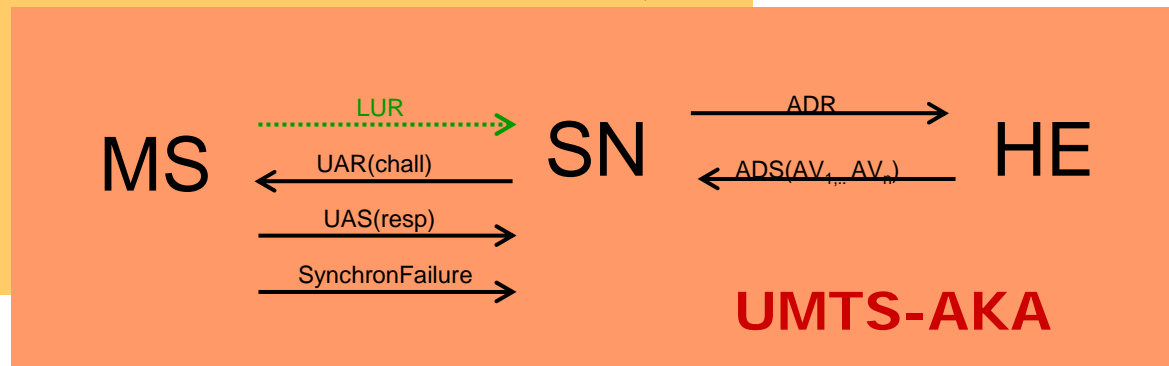 LUR
ADR
MS
SN
HE
UAR(chall)
ADS(AV1,.. AVn)
UAS(resp)
SynchronFailure
UMTS-AKA